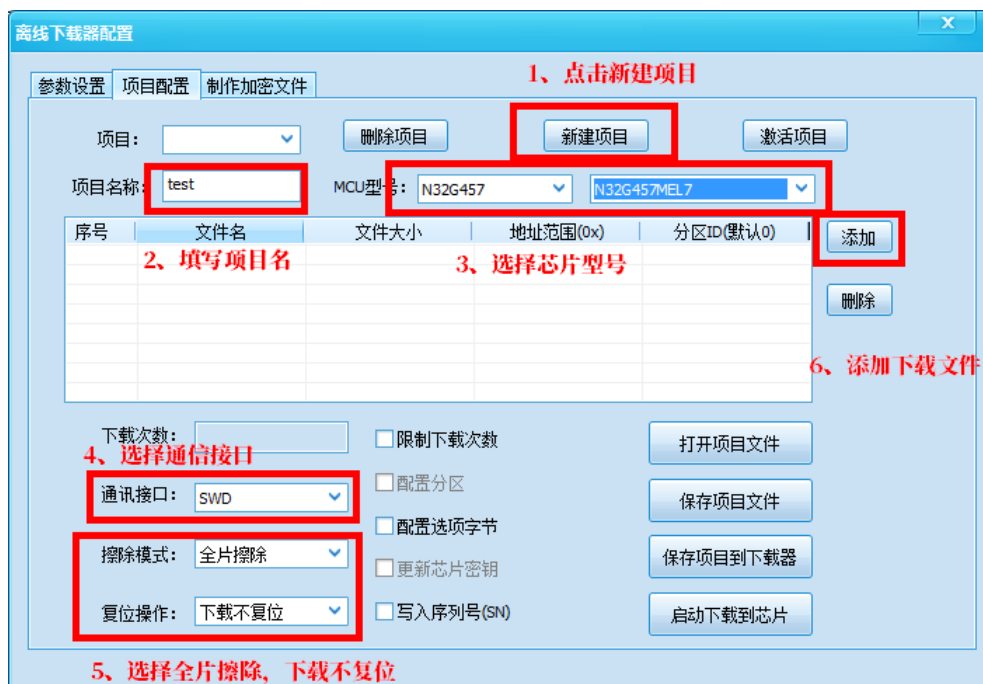 离线下载器配置
x
参数设置 项目配置 制作加密文件
1、点击新建项目
项目： 删除项目 新建项目 激活项目
项目名称： test MCU型号： N32G457 N32G457MEL7
序号 文件名 文件大小 地址范围(0x) 分区ID(默认0) 添加
2、填写项目名 3、选择芯片型号
删除
6、添加下载文件
下载次数： 限制下载次数 打开项目文件
4、选择通信接口
通讯接口： SWD 配置分区 保存项目文件
配置选项字节
擦除模式： 全片擦除 更新芯片密钥 保存项目到下载器
复位操作： 下载不复位 写入序列号(SN) 启动下载到芯片
5、选择全片擦除，下载不复位